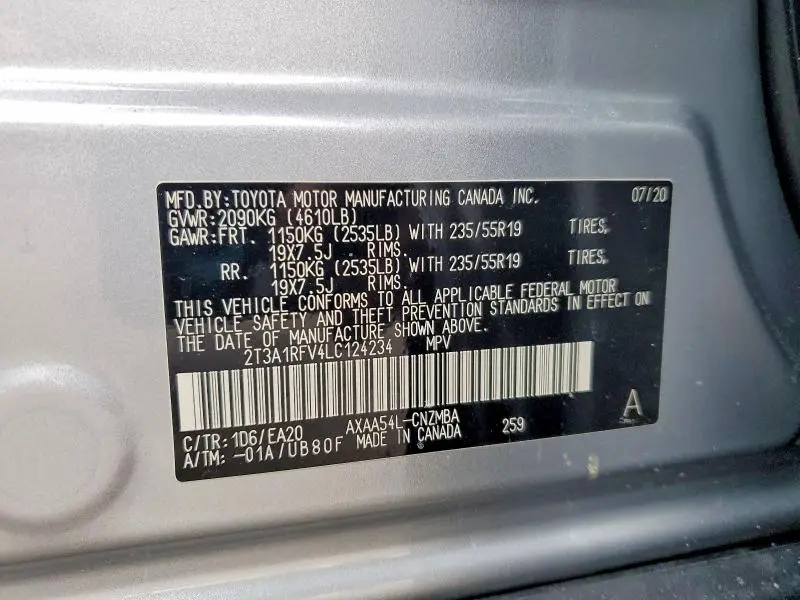 MFD.BY:TOYOTA MOTOR MANUFACTURING CANADA INC. 07/20
GVWR:2090KG (4610LB)
GAWR:FRT. 1150KG (2535LB) WITH 235/55R19 TIRES,
19X7.5J RIMS.
RR. 1150KG (2535LB) WITH 235/55R19 TIRES,
19X7.5J RIMS.
THIS VEHICLE CONFORMS TO ALL APPLICABLE FEDERAL MOTOR
VEHICLE SAFETY AND THEFT PREVENTION STANDARDS IN EFFECT ON
THE DATE OF MANUFACTURE SHOWN ABOVE.
2T3A1RFV4LC124234 MPV
C/TR:1D6/EA20 AXAA54L-CNZMBA 259 A
A/TM:-01A/UB80F MADE IN CANADA